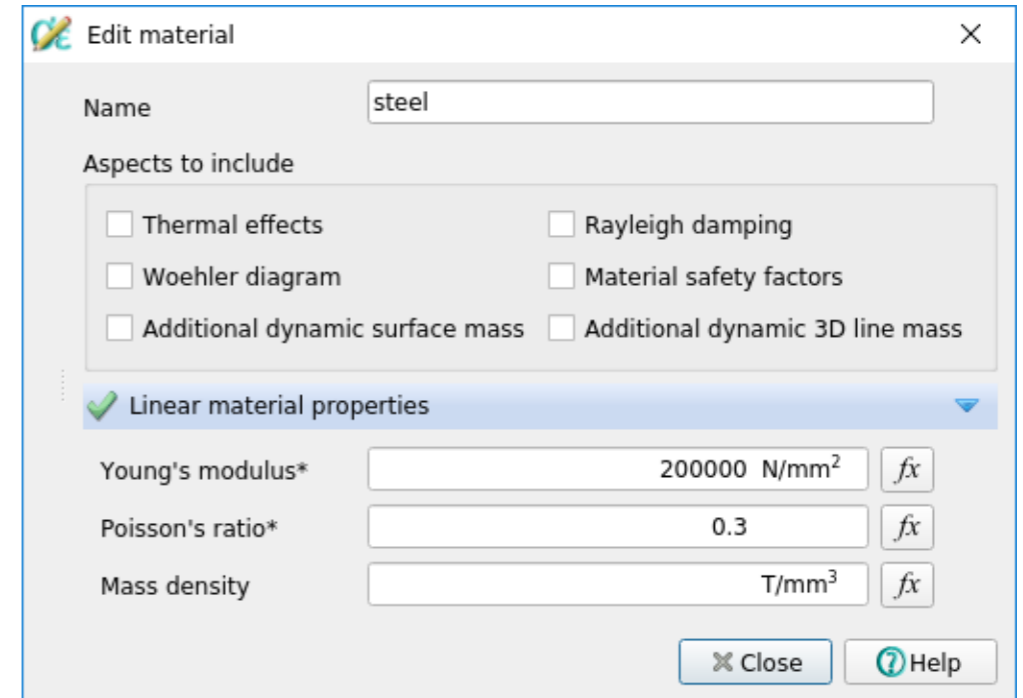 Edit material
Name steel
Aspects to include
Thermal effects Rayleigh damping
Woehler diagram Material safety factors
Additional dynamic surface mass Additional dynamic 3D line mass
Linear material properties
Young's modulus* 200000 N/mm² fx
Poisson's ratio* 0.3 fx
Mass density T/mm³ fx
Close Help